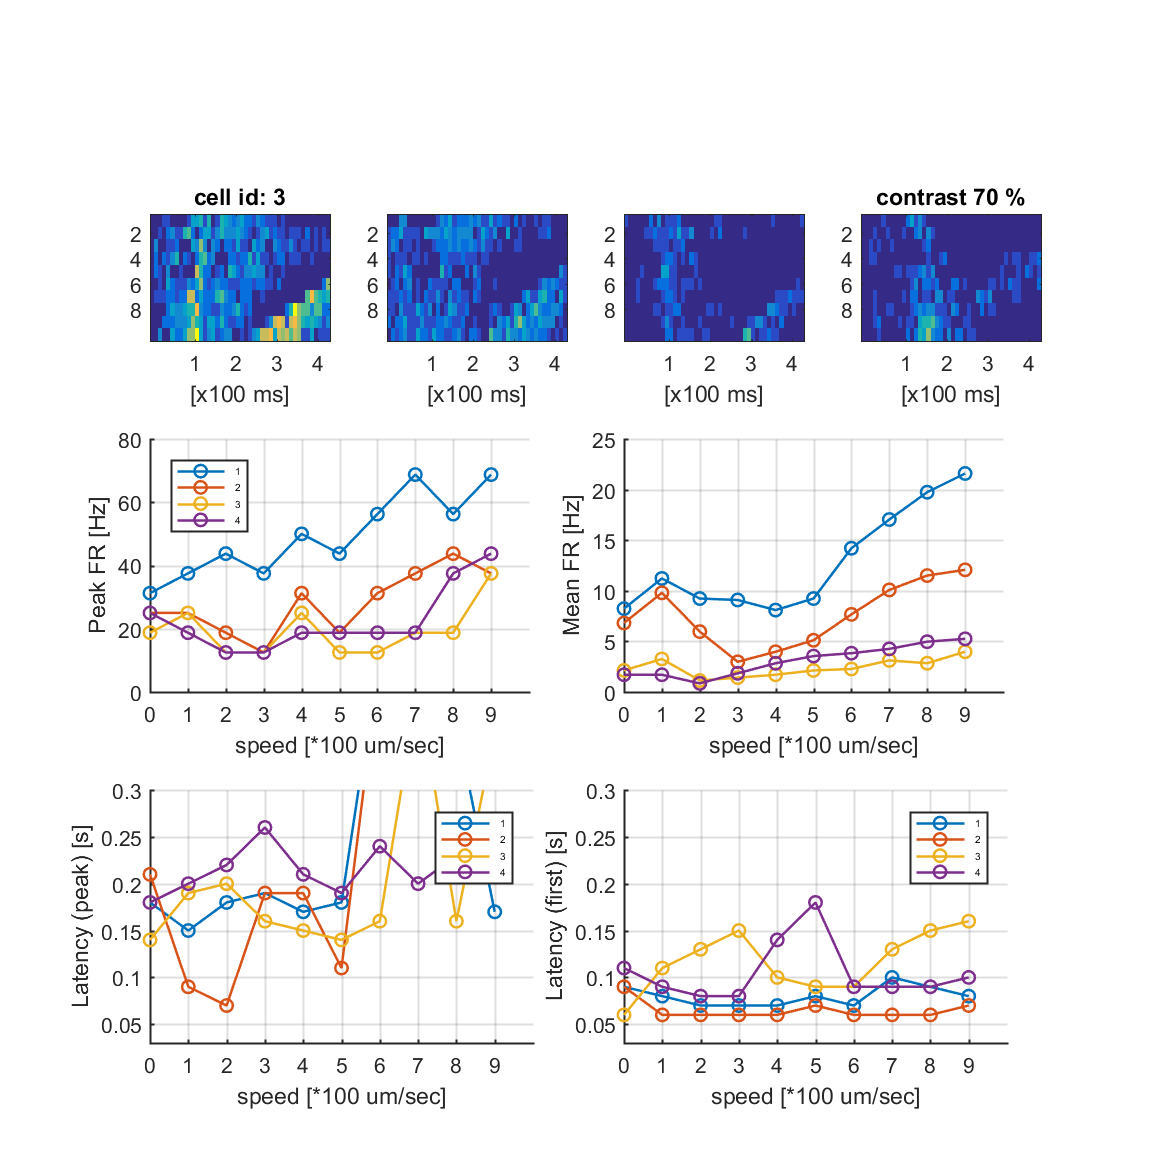 cell id: 3
contrast 70 %
2
4
6
8
1 2 3 4
[x100 ms]
2
4
6
8
1 2 3 4
[x100 ms]
2
4
6
8
1 2 3 4
[x100 ms]
2
4
6
8
1 2 3 4
[x100 ms]
Peak FR [Hz]
80
60
40
20
0
1
2
3
4
0 1 2 3 4 5 6 7 8 9
speed [*100 um/sec]
Mean FR [Hz]
25
20
15
10
5
0
0 1 2 3 4 5 6 7 8 9
speed [*100 um/sec]
Latency (peak) [s]
0.3
0.25
0.2
0.15
0.1
0.05
1
2
3
4
0 1 2 3 4 5 6 7 8 9
speed [*100 um/sec]
Latency (first) [s]
0.3
0.25
0.2
0.15
0.1
0.05
1
2
3
4
0 1 2 3 4 5 6 7 8 9
speed [*100 um/sec]